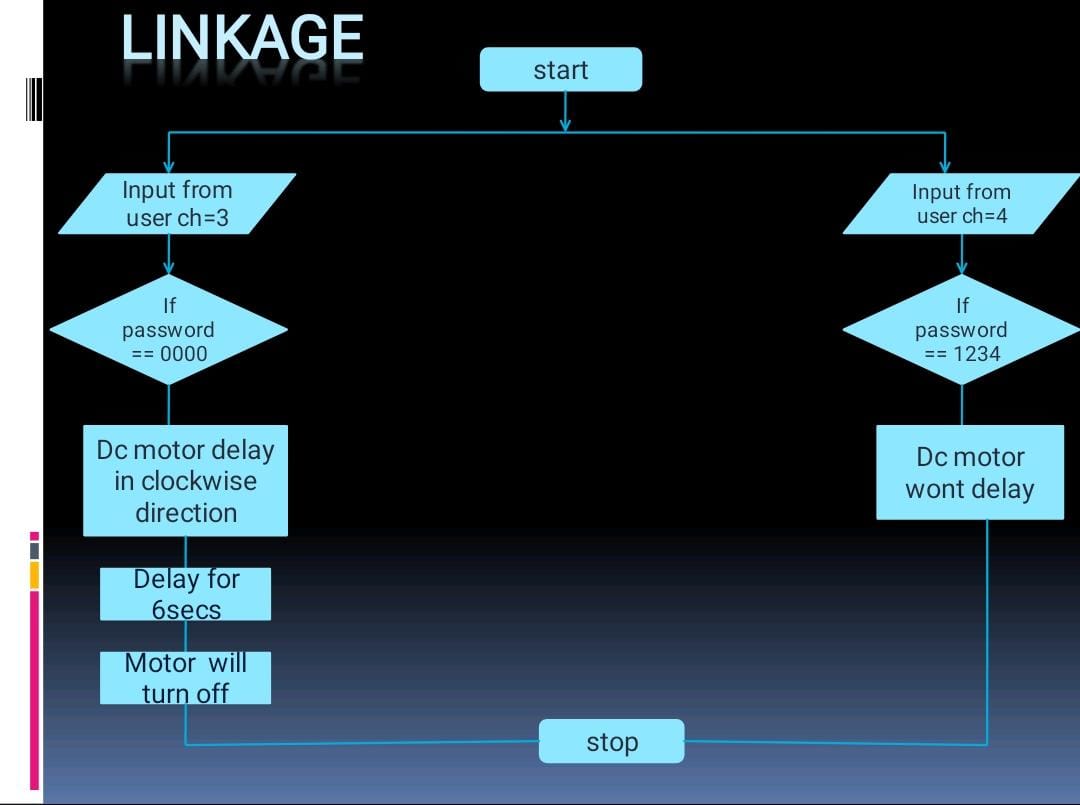 LINKAGE
start
Input from
user ch=3
Input from
user ch=4
If
password
== 0000
If
password
== 1234
Dc motor delay
in clockwise
direction
Dc motor
wont delay
Delay for
6secs
Motor will
turn off
stop